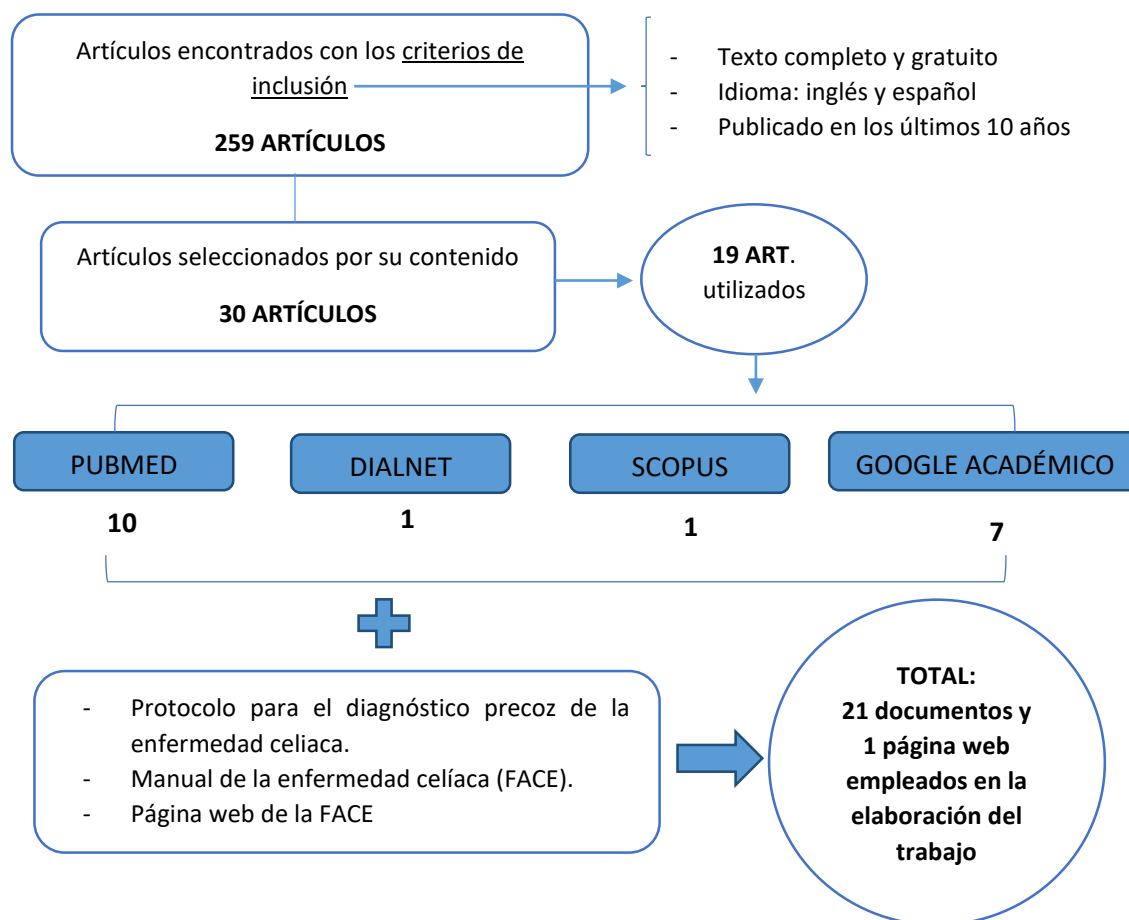 Artículos encontrados con los criterios de
inclusión
259 ARTÍCULOS
- Texto completo y gratuito
- Idioma: inglés y español
- Publicado en los últimos 10 años
Artículos seleccionados por su contenido
30 ARTÍCULOS
19 ART.
utilizados
PUBMED
DIALNET
SCOPUS
GOOGLE ACADÉMICO
10
1
1
7
- Protocolo para el diagnóstico precoz de la
enfermedad celiaca.
- Manual de la enfermedad celíaca (FACE).
- Página web de la FACE
TOTAL:
21 documentos y
1 página web
empleados en la
elaboración del
trabajo